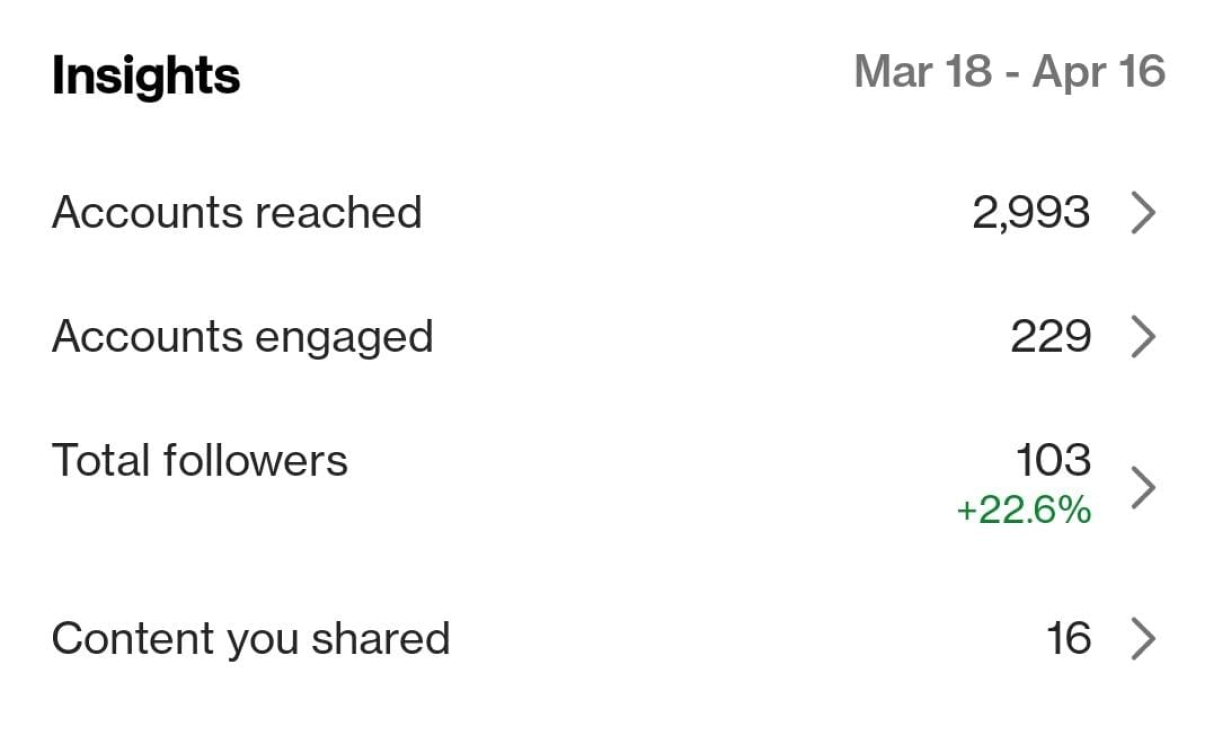 Insights
Mar 18 - Apr 16
Accounts reached 2,993
Accounts engaged 229
Total followers 103
+22.6%
Content you shared 16